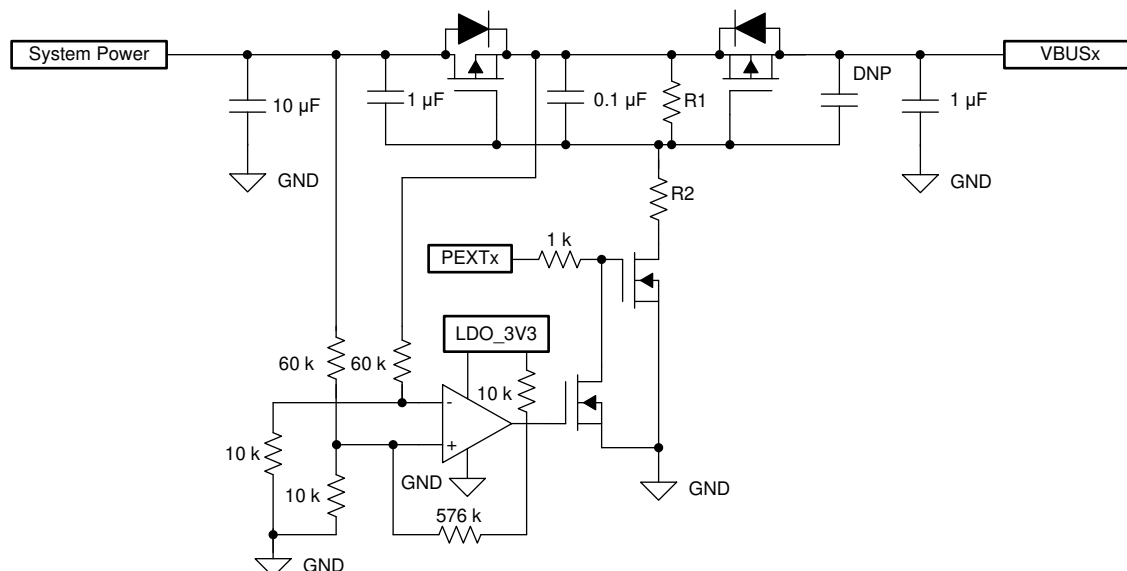 System Power
VBUSx
DNP
10 µF
1 µF
0.1 µF
R1
1 µF
GND
GND
R2
1 k
PEXTx
LDO_3V3
60 k
60 k
10 k
-
+
10 k
GND
GND
10 k
576 k
GND